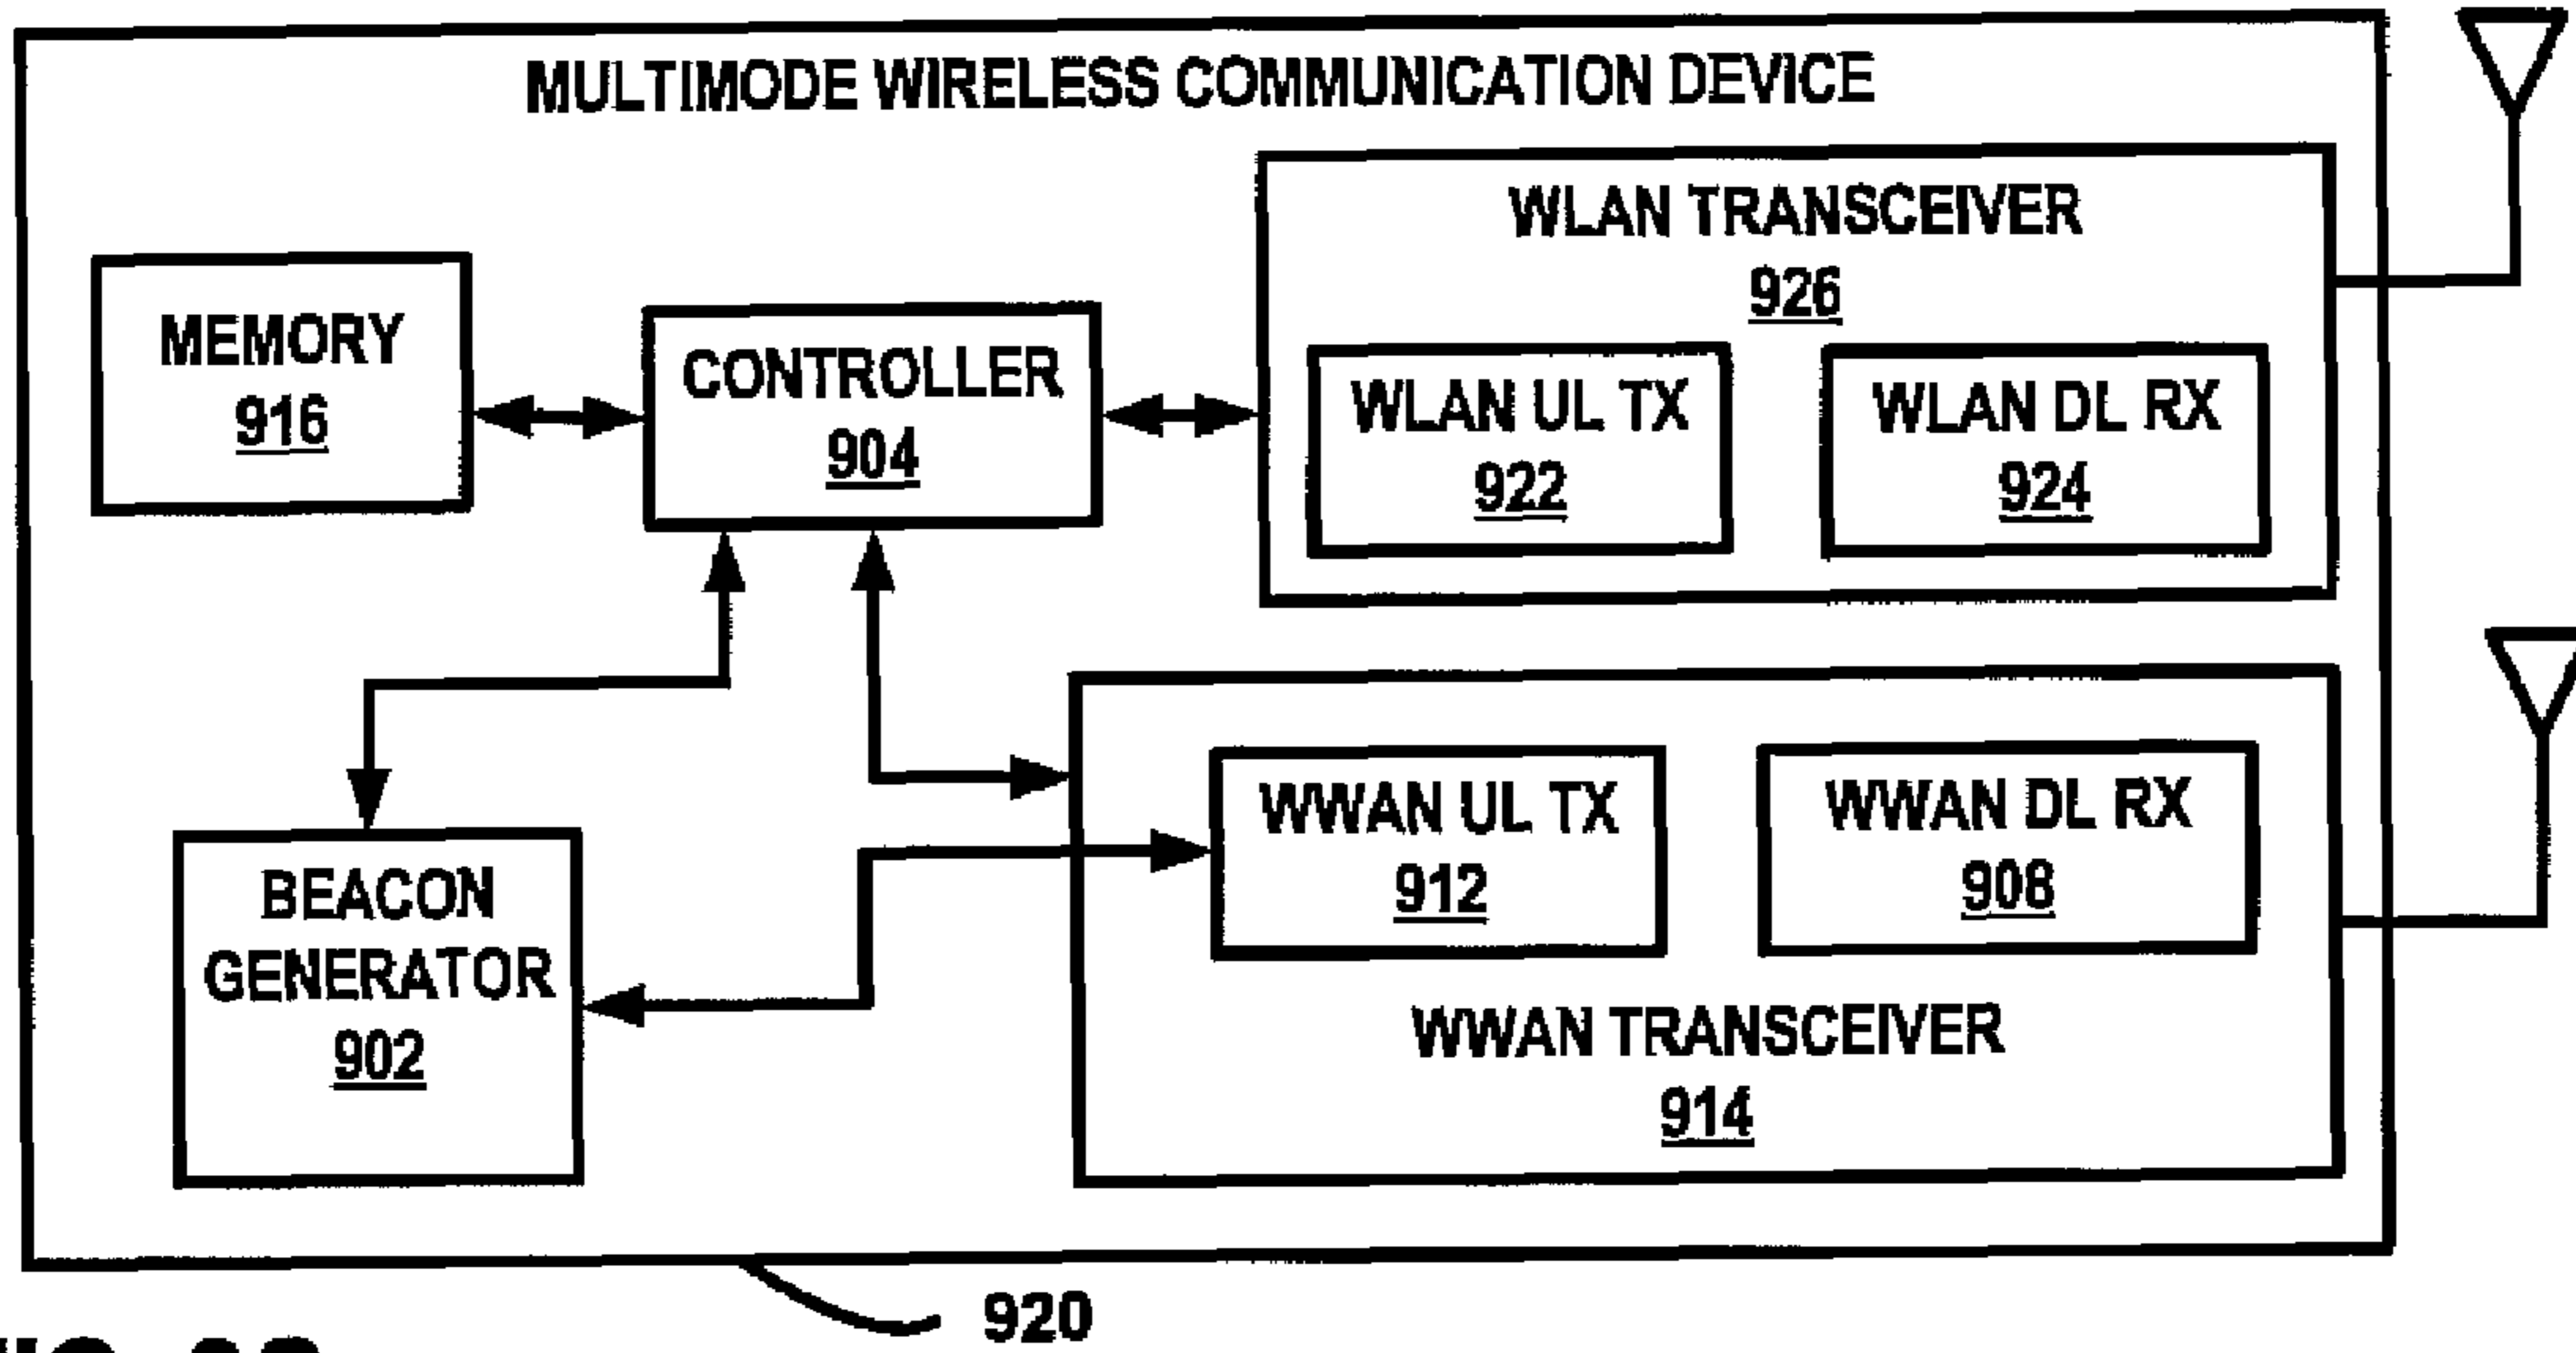 MULTIMODE WIRELESS COMMUNICATION DEVICE
WLAN TRANSCEIVER
926
MEMORY
916
CONTROLLER
904
WLAN UL TX
922
WLAN DL RX
924
BEACON
GENERATOR
902
WWAN UL TX
912
WWAN DL RX
908
WWAN TRANSCEIVER
914
920